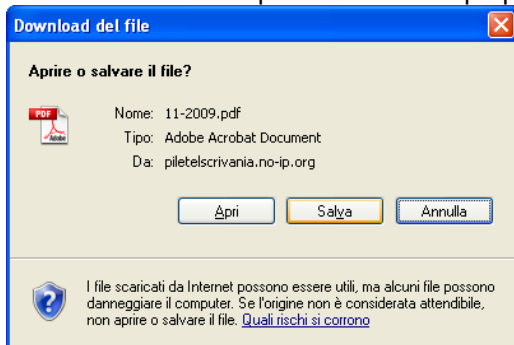 Download del file
Aprire o salvare il file?
PDF
Adobe
Nome: 11-2009.pdf
Tipo: Adobe Acrobat Document
Da: piletelscrivania.no-ip.org
Apri Salva Annulla
I file scaricati da Internet possono essere utili, ma alcuni file possono
danneggiare il computer. Se l'origine non è considerata attendibile,
non aprire o salvare il file. Quali rischi si corrono